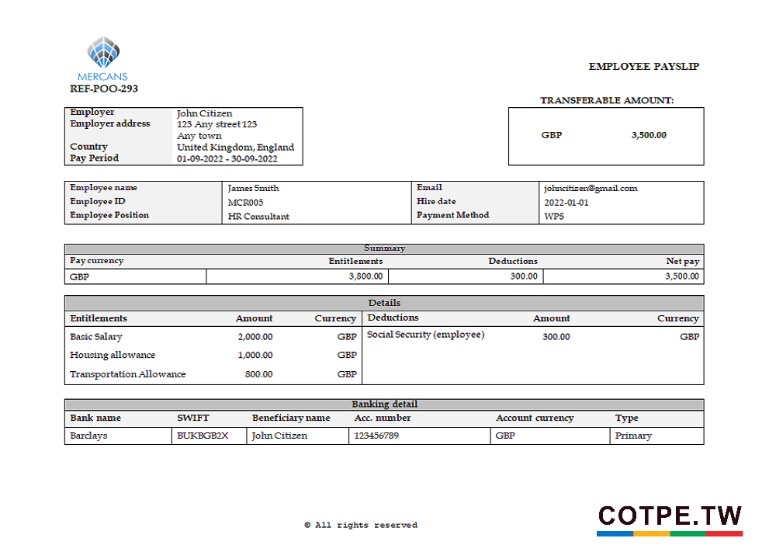 MERCANS
REF-POO-293
EMPLOYEE PAYSLIP
TRANSFERABLE AMOUNT:
GBP 3,500.00
Employer John Citizen
Employer address 123 Any street 123
Any town
Country United Kingdom, England
Pay Period 01-09-2022 - 30-09-2022
Employee name James Smith Email johncitizen@gmail.com
Employee ID MCR005 Hire date 2022-01-01
Employee Position HR Consultant Payment Method WPS
Summary
Pay currency Entitlements Deductions Net pay
GBP 3,800.00 300.00 3,500.00
Details
Entitlements Amount Currency Deductions Amount Currency
Basic Salary 2,000.00 GBP Social Security (employee) 300.00 GBP
Housing allowance 1,000.00 GBP
Transportation Allowance 800.00 GBP
Banking detail
Bank name SWIFT Beneficiary name Acc. number Account currency Type
Barclays BUKBGB2X John Citizen 123456789 GBP Primary
© All rights reserved
COTPE.TW